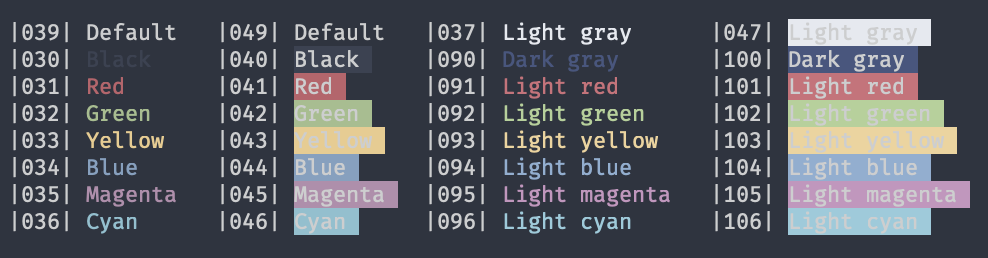 |039| Default |049| Default |037| Light gray |047| Light gray
|030| Black |040| Black |090| Dark gray |100| Dark gray
|031| Red |041| Red |091| Light red |101| Light red
|032| Green |042| Green |092| Light green |102| Light green
|033| Yellow |043| Yellow |093| Light yellow |103| Light yellow
|034| Blue |044| Blue |094| Light blue |104| Light blue
|035| Magenta |045| Magenta |095| Light magenta |105| Light magenta
|036| Cyan |046| Cyan |096| Light cyan |106| Light cyan